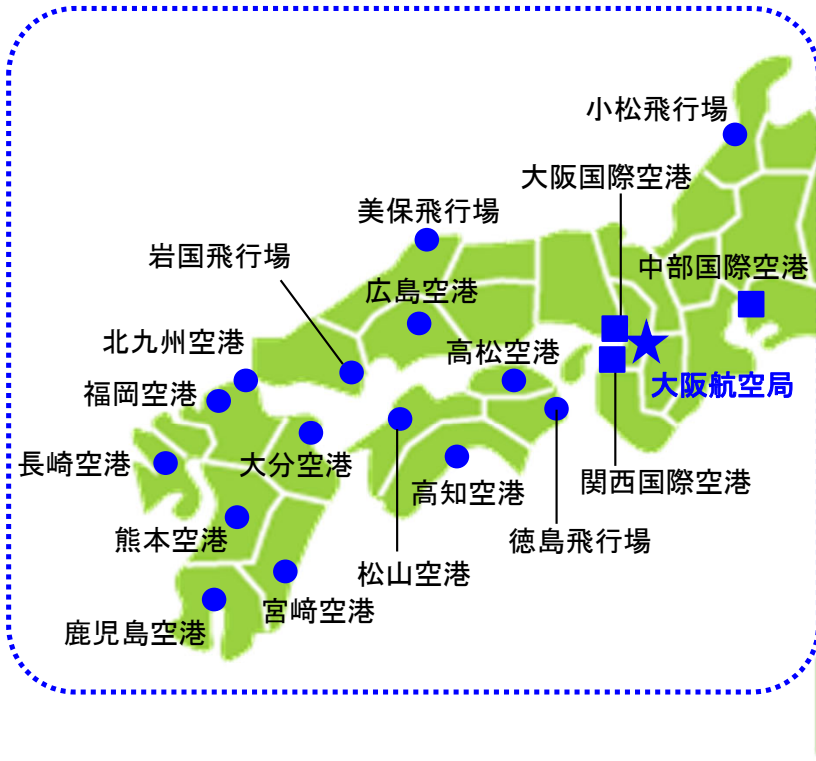 小松飛行場
大阪国際空港
美保飛行場
岩国飛行場
中部国際空港
広島空港
北九州空港
高松空港
福岡空港
大阪航空局
長崎空港
大分空港
関西国際空港
高知空港
熊本空港
徳島飛行場
松山空港
宮﨑空港
鹿児島空港